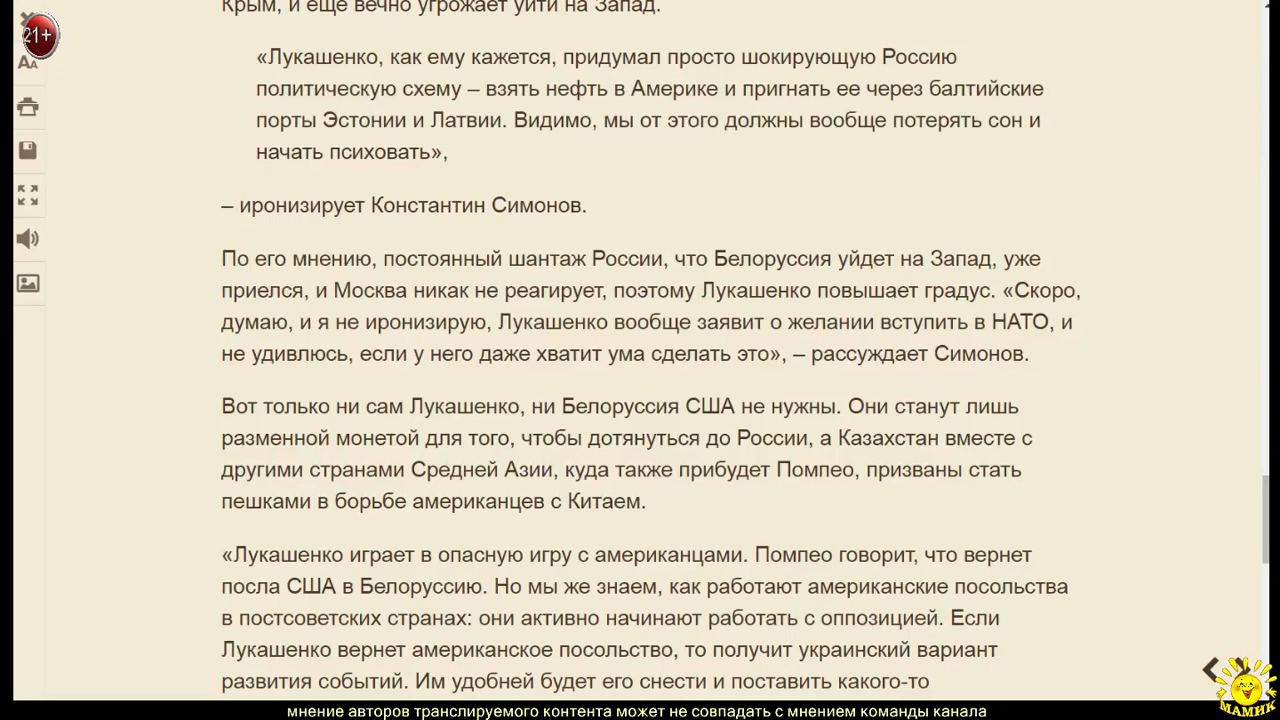 Крым, и еще вечно угрожает уйти на Запад.
21+
AA
«Лукашенко, как ему кажется, придумал просто шокирующую Россию
политическую схему – взять нефть в Америке и пригнать ее через балтийские
порты Эстонии и Латвии. Видимо, мы от этого должны вообще потерять сон и
начать психовать»,
– иронизирует Константин Симонов.
По его мнению, постоянный шантаж России, что Белоруссия уйдет на Запад, уже
приелся, и Москва никак не реагирует, поэтому Лукашенко повышает градус. «Скоро,
думаю, и я не иронизирую, Лукашенко вообще заявит о желании вступить в НАТО, и
не удивлюсь, если у него даже хватит ума сделать это», – рассуждает Симонов.
Вот только ни сам Лукашенко, ни Белоруссия США не нужны. Они станут лишь
разменной монетой для того, чтобы дотянуться до России, а Казахстан вместе с
другими странами Средней Азии, куда также прибудет Помпео, призваны стать
пешками в борьбе американцев с Китаем.
«Лукашенко играет в опасную игру с американцами. Помпео говорит, что вернет
посла США в Белоруссию. Но мы же знаем, как работают американские посольства
в постсоветских странах: они активно начинают работать с оппозицией. Если
Лукашенко вернет американское посольство, то получит украинский вариант
развития событий. Им удобней будет его снести и поставить какого-то
МАМИК
мнение авторов транслируемого контента может не совпадать с мнением команды канала